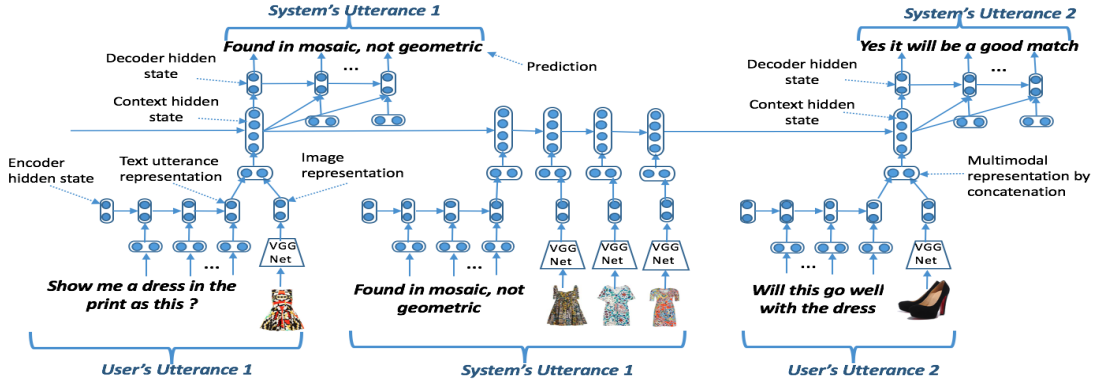 System's Utterance 1
System's Utterance 2
Found in mosaic, not geometric
Yes it will be a good match
Decoder hidden
state
...
Prediction
Decoder hidden
state
...
Context hidden
state
Context hidden
state
Encoder
hidden state
Text utterance
representation
Image
representation
Multimodal
representation by
concatenation
VGG
Net
VGG
Net
VGG
Net
VGG
Net
VGG
Net
...
...
...
Show me a dress in the
print as this ?
Found in mosaic, not
geometric
Will this go well
with the dress
User's Utterance 1
System's Utterance 1
User's Utterance 2